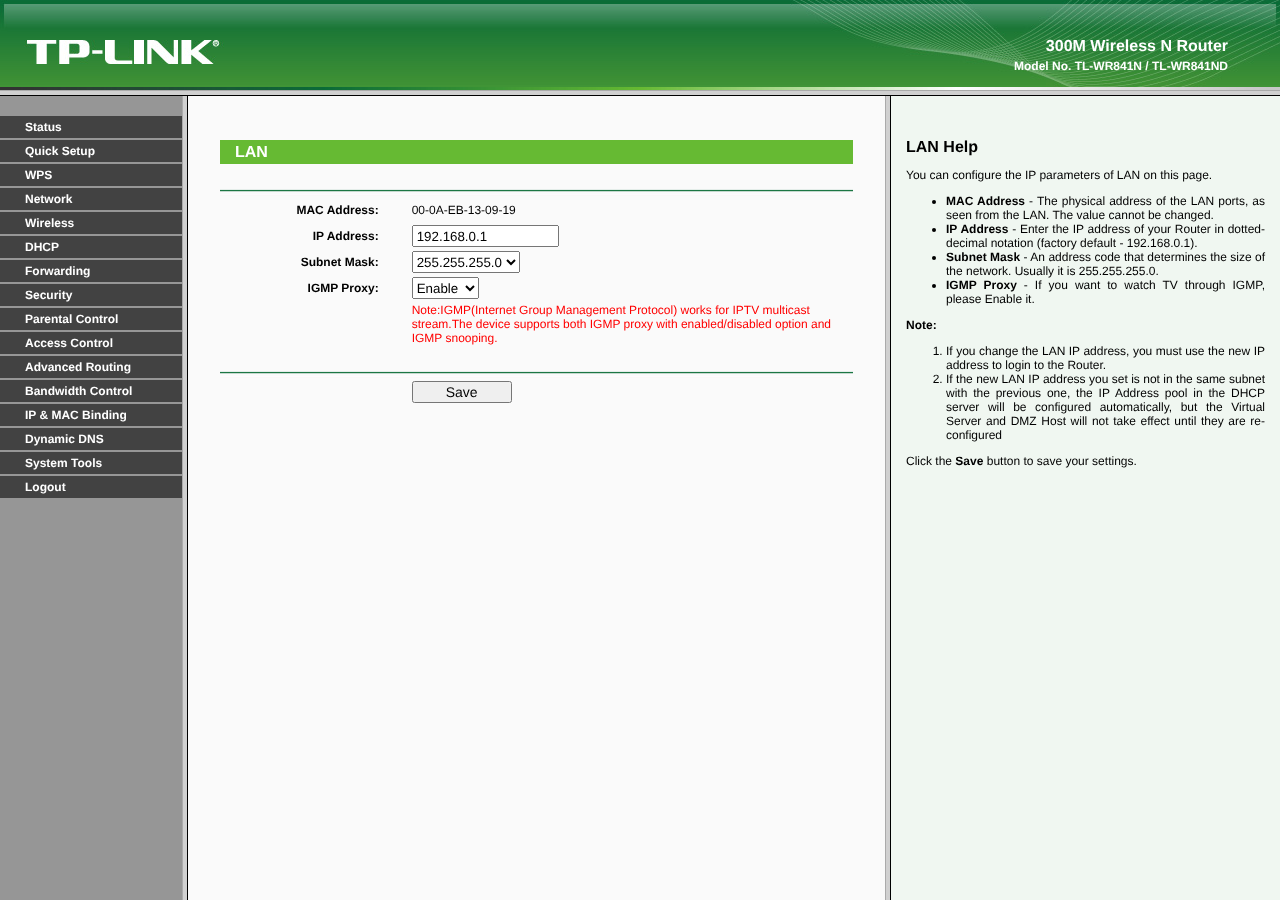 TP-LINK®
300M Wireless N Router
Model No. TL-WR841N / TL-WR841ND
Status
Quick Setup
WPS
Network
Wireless
DHCP
Forwarding
Security
Parental Control
Access Control
Advanced Routing
Bandwidth Control
IP & MAC Binding
Dynamic DNS
System Tools
Logout
LAN
MAC Address: 00-0A-EB-13-09-19
IP Address: 192.168.0.1
Subnet Mask: 255.255.255.0
IGMP Proxy: Enable
Note:IGMP(Internet Group Management Protocol) works for IPTV multicast
stream.The device supports both IGMP proxy with enabled/disabled option and
IGMP snooping.
Save
LAN Help
You can configure the IP parameters of LAN on this page.
• MAC Address - The physical address of the LAN ports, as
seen from the LAN. The value cannot be changed.
• IP Address - Enter the IP address of your Router in dotted-
decimal notation (factory default - 192.168.0.1).
• Subnet Mask - An address code that determines the size of
the network. Usually it is 255.255.255.0.
• IGMP Proxy - If you want to watch TV through IGMP,
please Enable it.
Note:
1. If you change the LAN IP address, you must use the new IP
address to login to the Router.
2. If the new LAN IP address you set is not in the same subnet
with the previous one, the IP Address pool in the DHCP
server will be configured automatically, but the Virtual
Server and DMZ Host will not take effect until they are re-
configured
Click the Save button to save your settings.